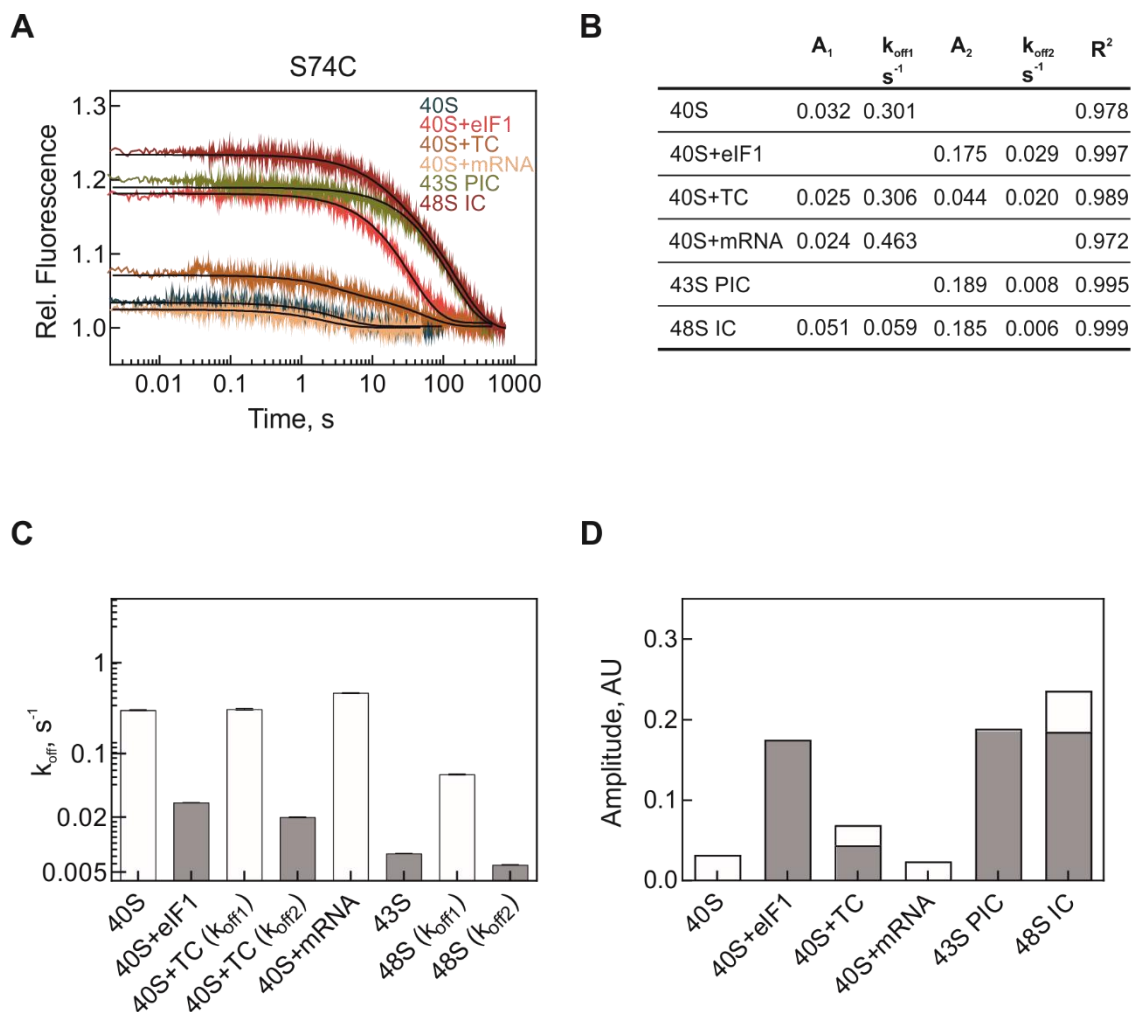 A
S74C
1.3
1.2
1.1
1.0
Rel. Fluorescence
40S
40S+eIF1
40S+TC
40S+mRNA
43S PIC
48S IC
0.01 0.1 1 10 100 1000
Time, s
B
A1 koff1 s-1 A2 koff2 s-1 R2
40S 0.032 0.301 0.978
40S+eIF1 0.175 0.029 0.997
40S+TC 0.025 0.306 0.044 0.020 0.989
40S+mRNA 0.024 0.463 0.972
43S PIC 0.189 0.008 0.995
48S IC 0.051 0.059 0.185 0.006 0.999
C
koff, s-1
1
0.1
0.02
0.005
40S
40S+eIF1
40S+TC (koff1)
40S+TC (koff2)
40S+mRNA
43S
48S (koff1)
48S (koff2)
D
Amplitude, AU
0.3
0.2
0.1
0.0
40S
40S+eIF1
40S+TC
40S+mRNA
43S PIC
48S IC